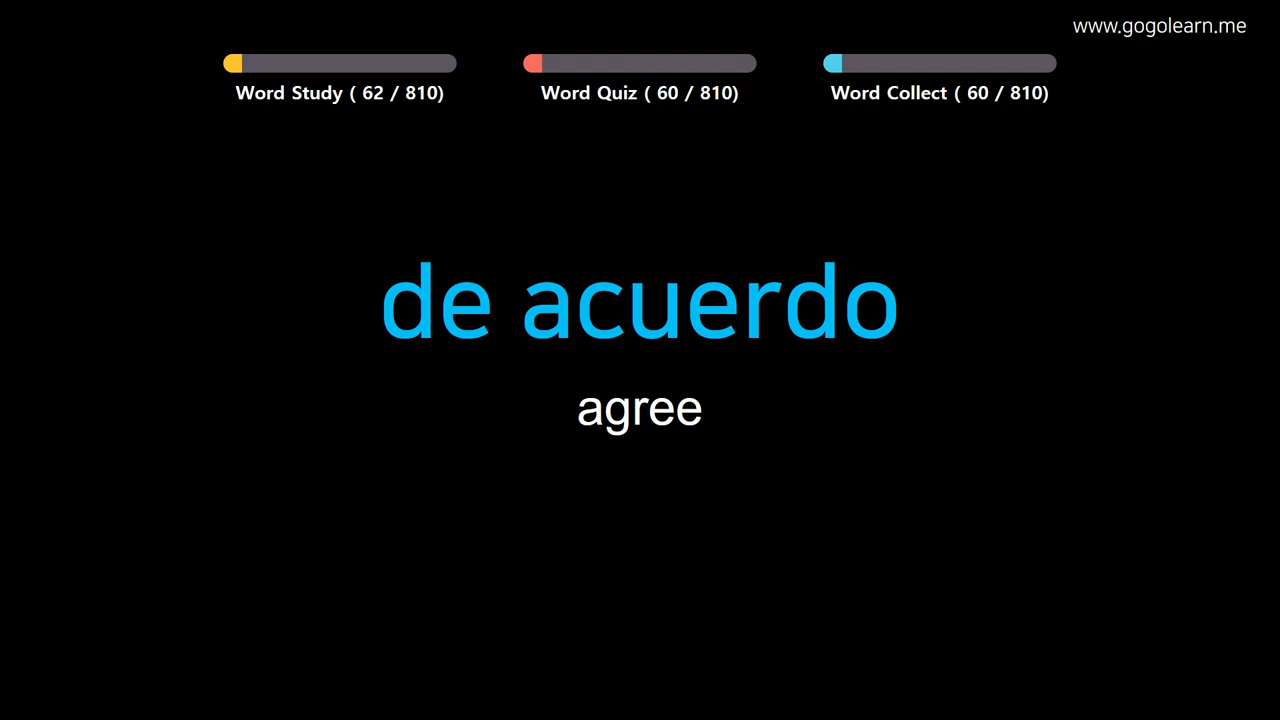 www.gogolearn.me
Word Study ( 62 / 810)
Word Quiz ( 60 / 810)
Word Collect ( 60 / 810)
de acuerdo
agree